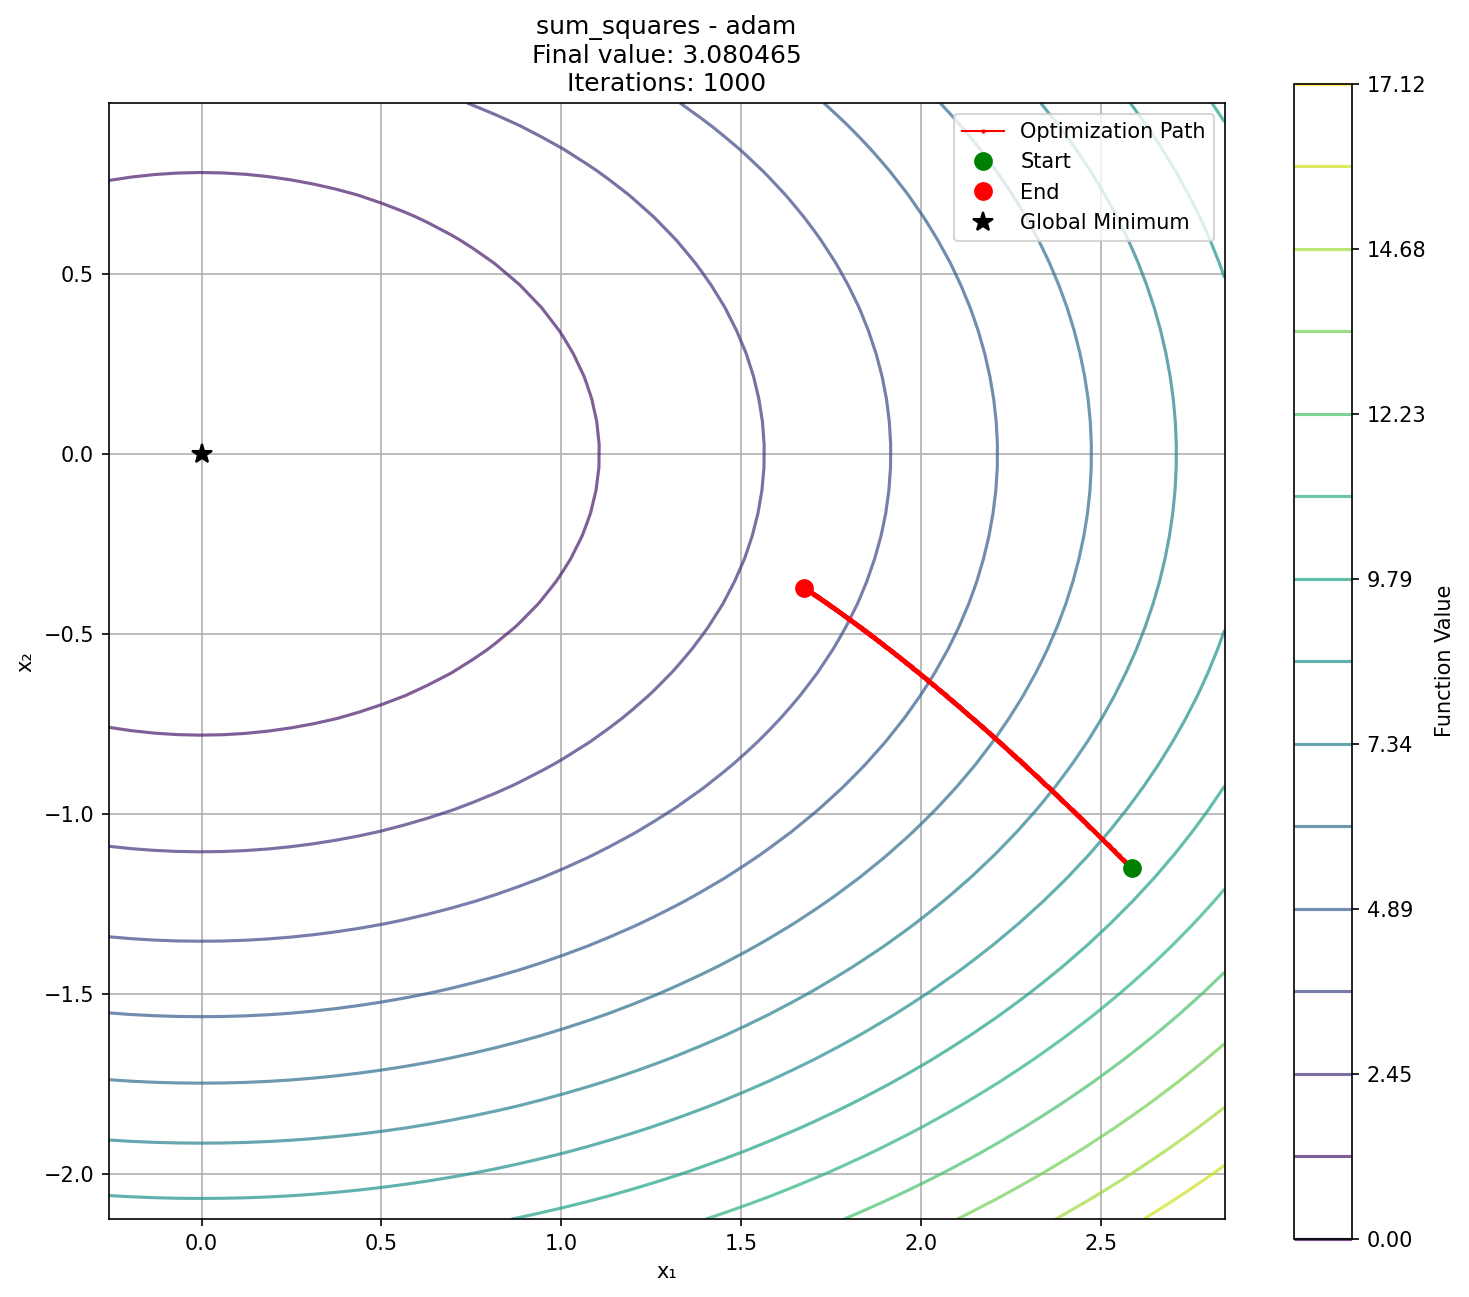 sum_squares - adam
Final value: 3.080465
Iterations: 1000
Optimization Path
Start
End
Global Minimum
0.5
0.0
−0.5
−1.0
−1.5
−2.0
x₂
0.0
0.5
1.0
1.5
2.0
2.5
x₁
17.12
14.68
12.23
9.79
7.34
4.89
2.45
0.00
Function Value